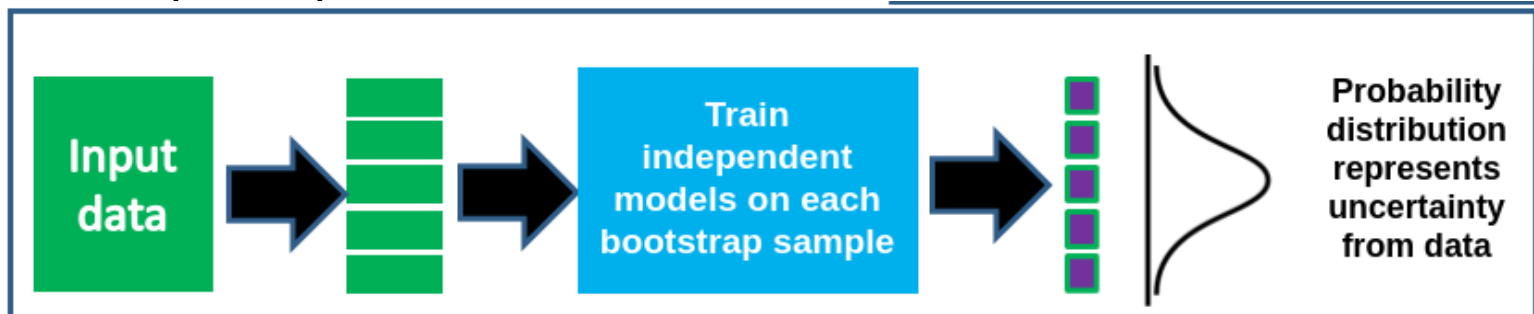 Input
data
Train
independent
models on each
bootstrap sample
Probability
distribution
represents
uncertainty
from data